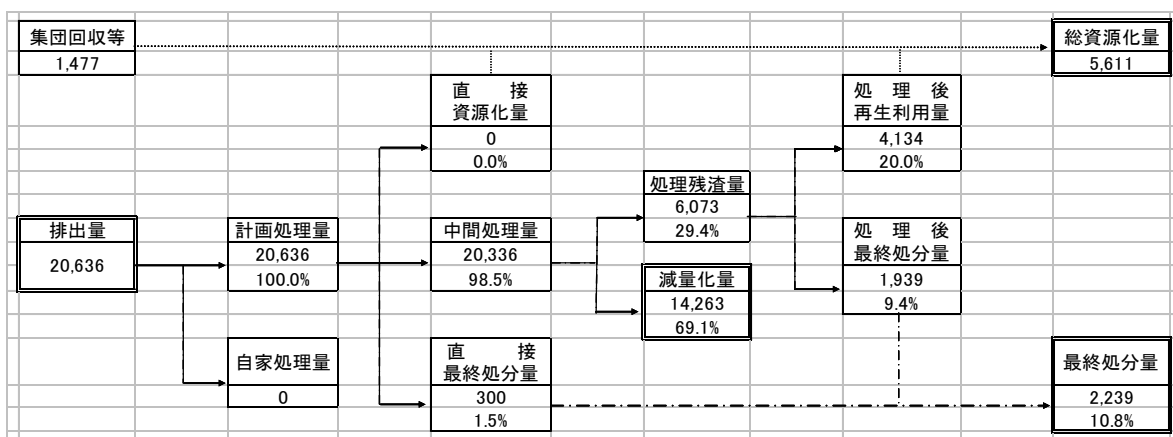 集団回収等
1,477
総資源化量
5,611
直　接
資源化量
0
0.0%
処　理　後
再生利用量
4,134
20.0%
処理残渣量
6,073
29.4%
排出量
20,636
計画処理量
20,636
100.0%
中間処理量
20,336
98.5%
処　理　後
最終処分量
1,939
9.4%
減量化量
14,263
69.1%
自家処理量
0
直　接
最終処分量
300
1.5%
最終処分量
2,239
10.8%